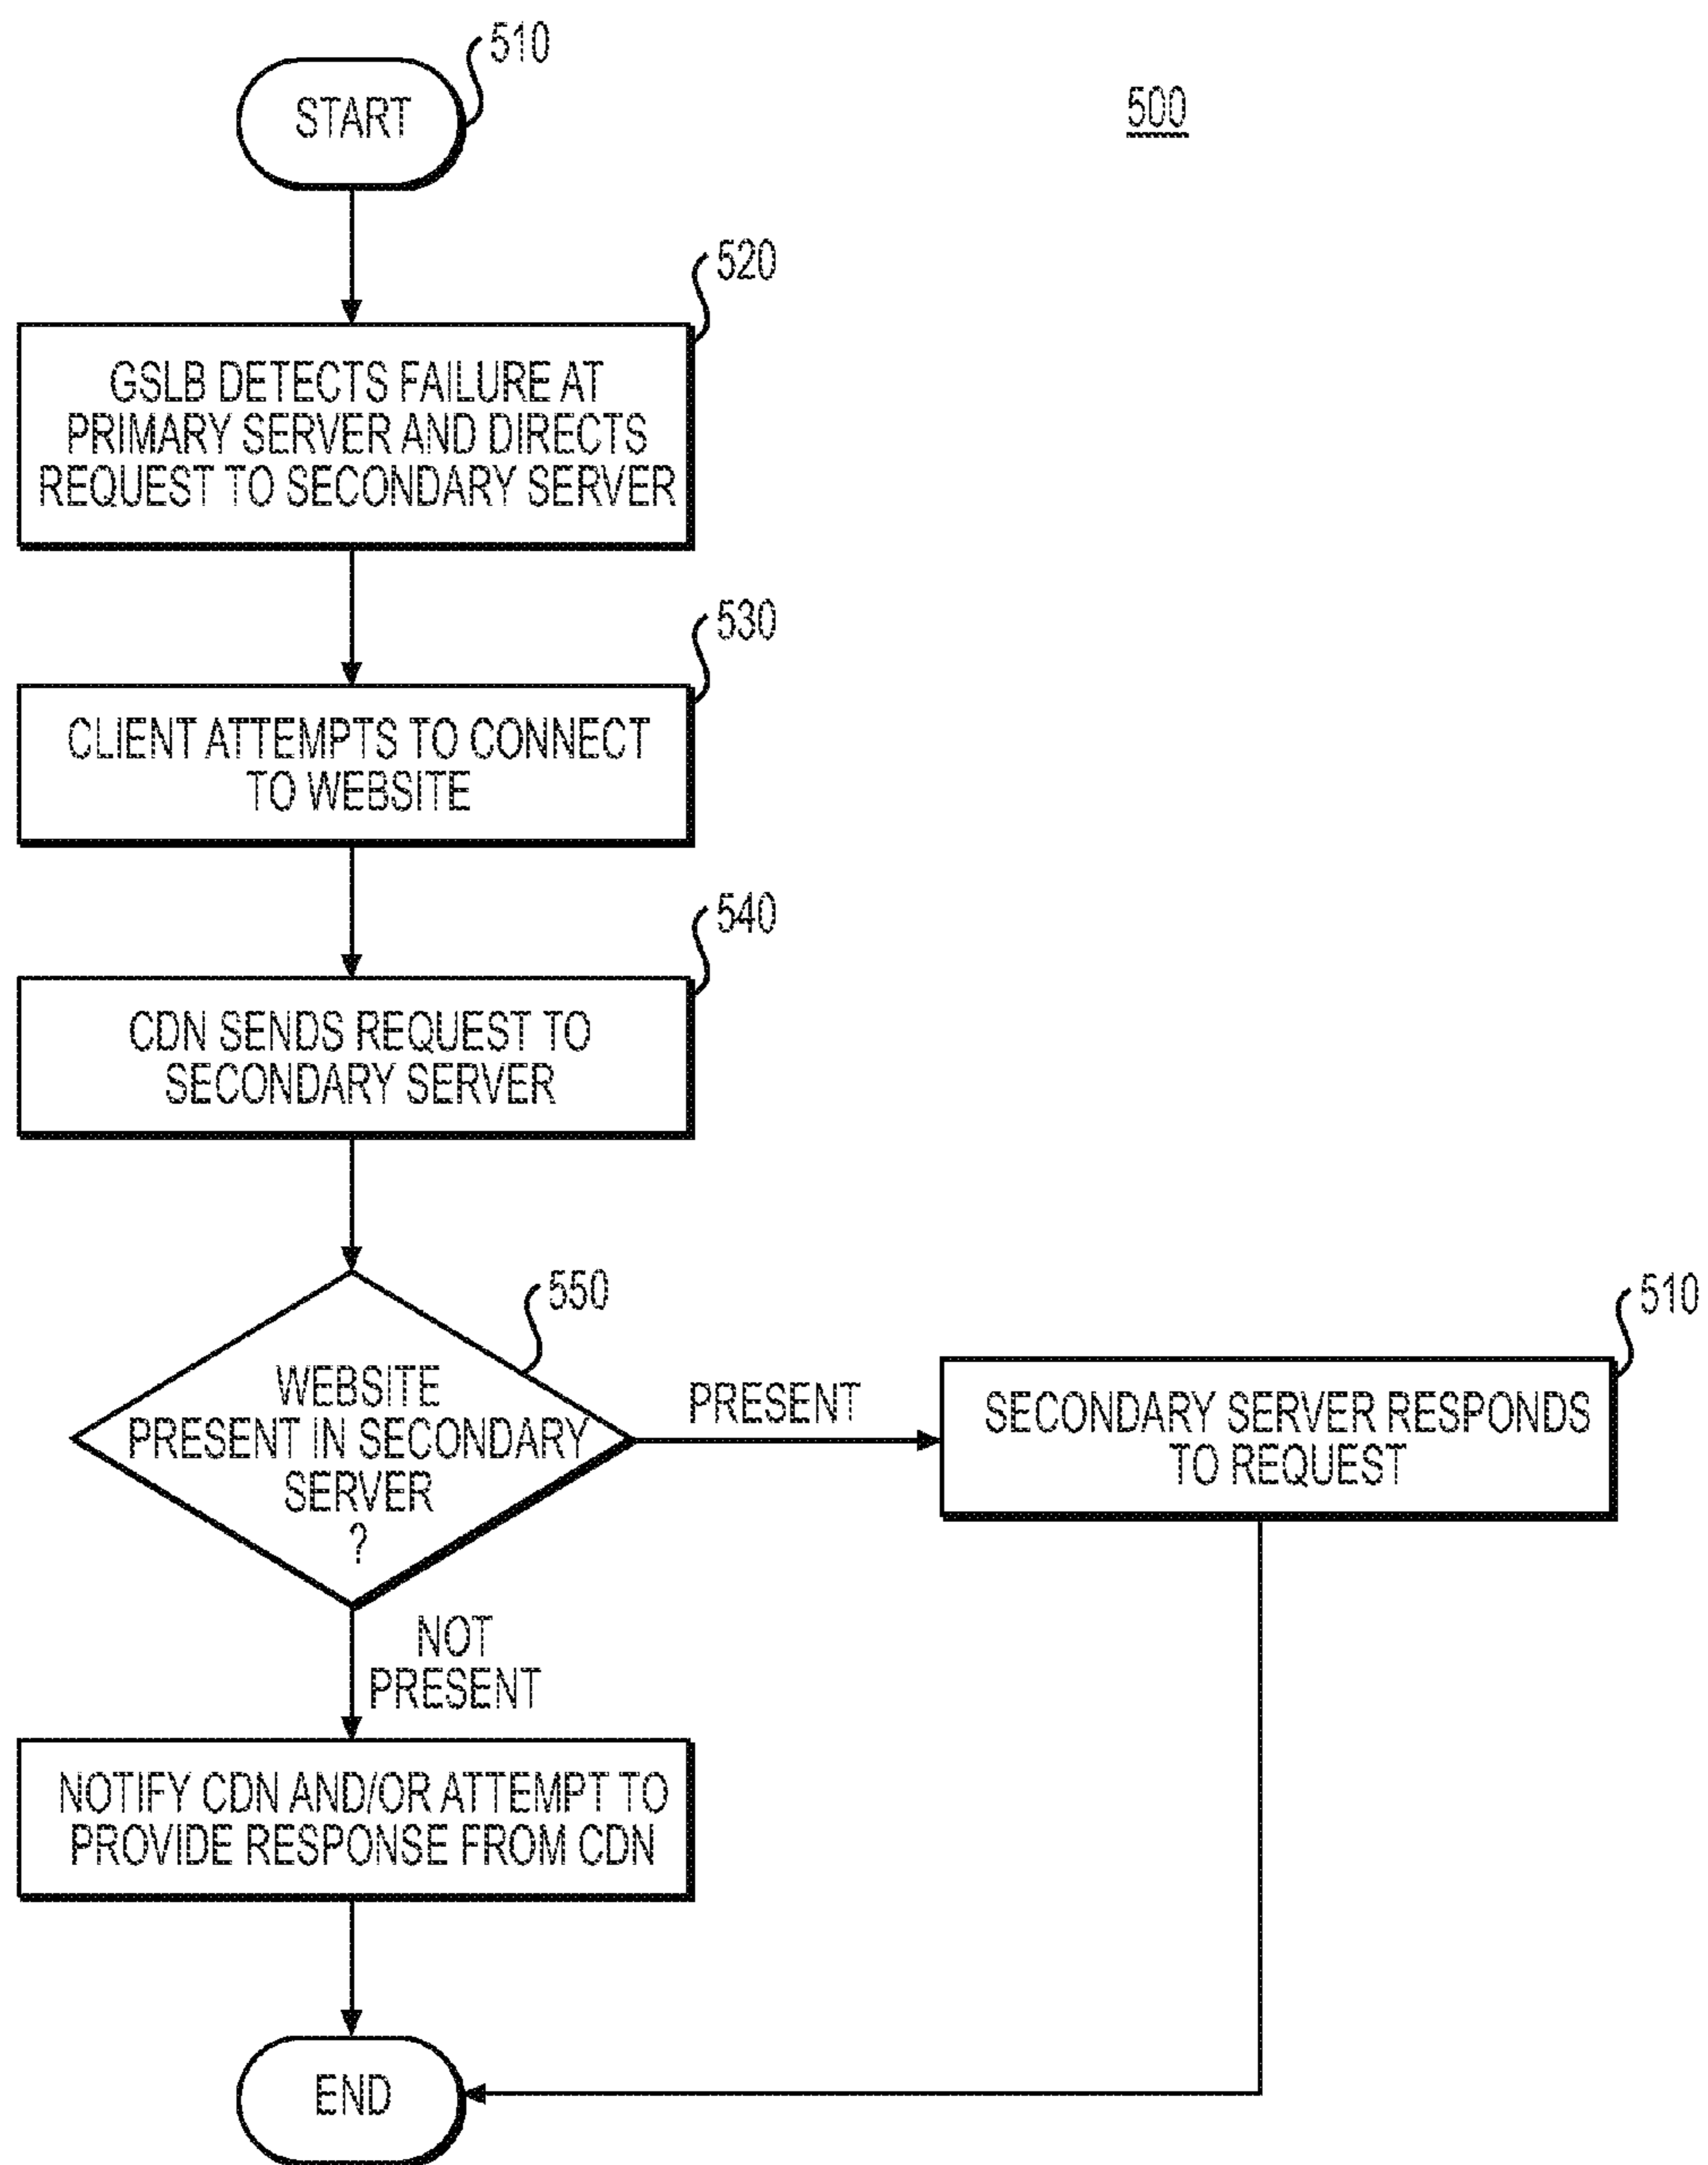 510
START
500
520
GSLB DETECTS FAILURE AT
PRIMARY SERVER AND DIRECTS
REQUEST TO SECONDARY SERVER
530
CLIENT ATTEMPTS TO CONNECT
TO WEBSITE
540
CDN SENDS REQUEST TO
SECONDARY SERVER
550
WEBSITE
PRESENT IN SECONDARY
SERVER
?
PRESENT
510
SECONDARY SERVER RESPONDS
TO REQUEST
NOT
PRESENT
NOTIFY CDN AND/OR ATTEMPT TO
PROVIDE RESPONSE FROM CDN
END